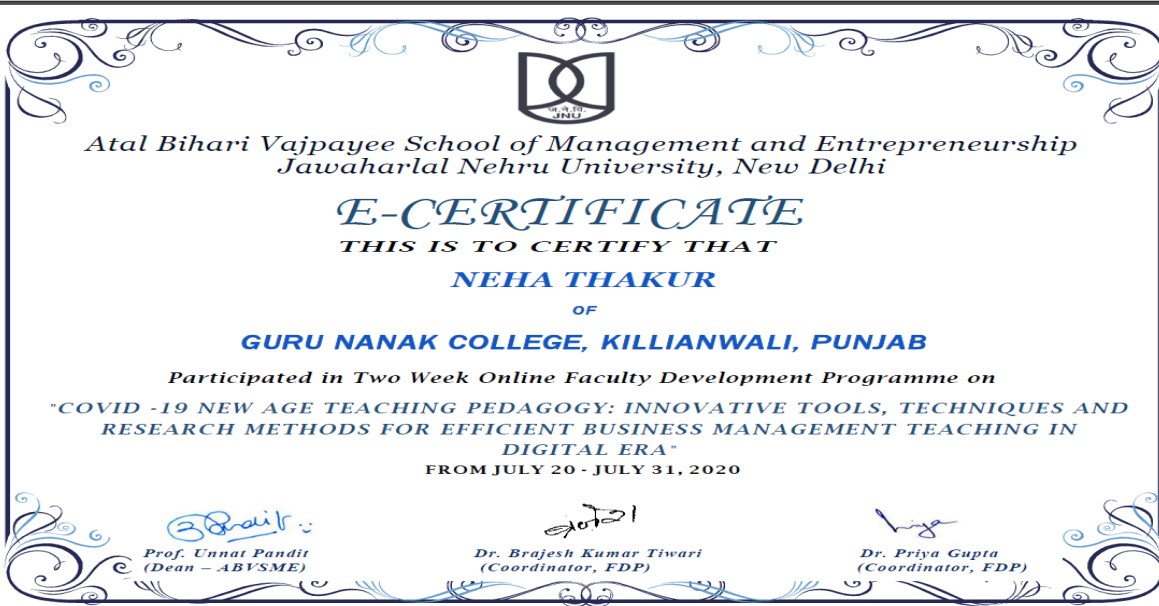 ज.ने.वि.
JNU
Atal Bihari Vajpayee School of Management and Entrepreneurship
Jawaharlal Nehru University, New Delhi
E-CERTIFICATE
THIS IS TO CERTIFY THAT
NEHA THAKUR
OF
GURU NANAK COLLEGE, KILLIANWALI, PUNJAB
Participated in Two Week Online Faculty Development Programme on
"COVID -19 NEW AGE TEACHING PEDAGOGY: INNOVATIVE TOOLS, TECHNIQUES AND
RESEARCH METHODS FOR EFFICIENT BUSINESS MANAGEMENT TEACHING IN
DIGITAL ERA"
FROM JULY 20 - JULY 31, 2020
Priya
Prof. Unnat Pandit
(Dean – ABVSME)
Dr. Brajesh Kumar Tiwari
(Coordinator, FDP)
Dr. Priya Gupta
(Coordinator, FDP)